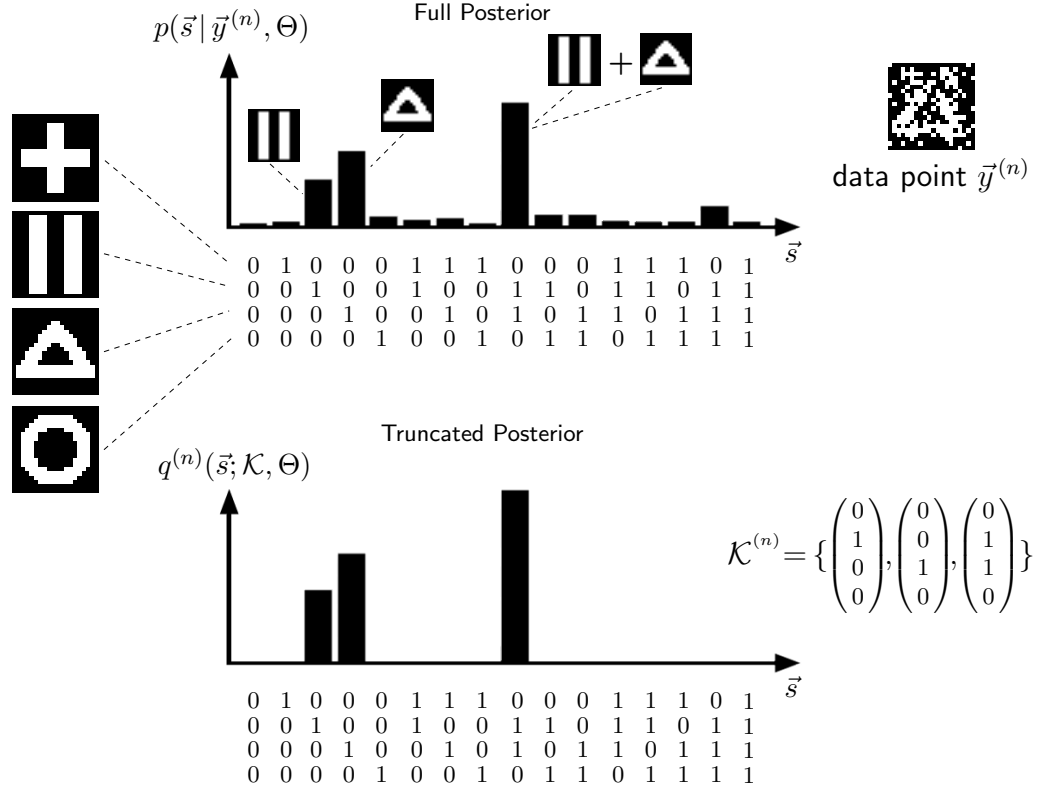 Full Posterior
p(s⃗ | y⃗⁽ⁿ⁾, Θ)
+
data point y⃗⁽ⁿ⁾
s⃗
0 1 0 0 0 1 1 1 0 0 0 1 1 1 0 1
0 0 1 0 0 1 0 0 1 1 0 1 1 0 1 1
0 0 0 1 0 0 1 0 1 0 1 1 0 1 1 1
0 0 0 0 1 0 0 1 0 1 1 0 1 1 1 1
Truncated Posterior
q⁽ⁿ⁾(s⃗; 𝒦, Θ)
0 0 0
1 0 1
𝒦⁽ⁿ⁾ = { ( ), ( ), ( ) }
0 1 1
0 0 0
s⃗
0 1 0 0 0 1 1 1 0 0 0 1 1 1 0 1
0 0 1 0 0 1 0 0 1 1 0 1 1 0 1 1
0 0 0 1 0 0 1 0 1 0 1 1 0 1 1 1
0 0 0 0 1 0 0 1 0 1 1 0 1 1 1 1